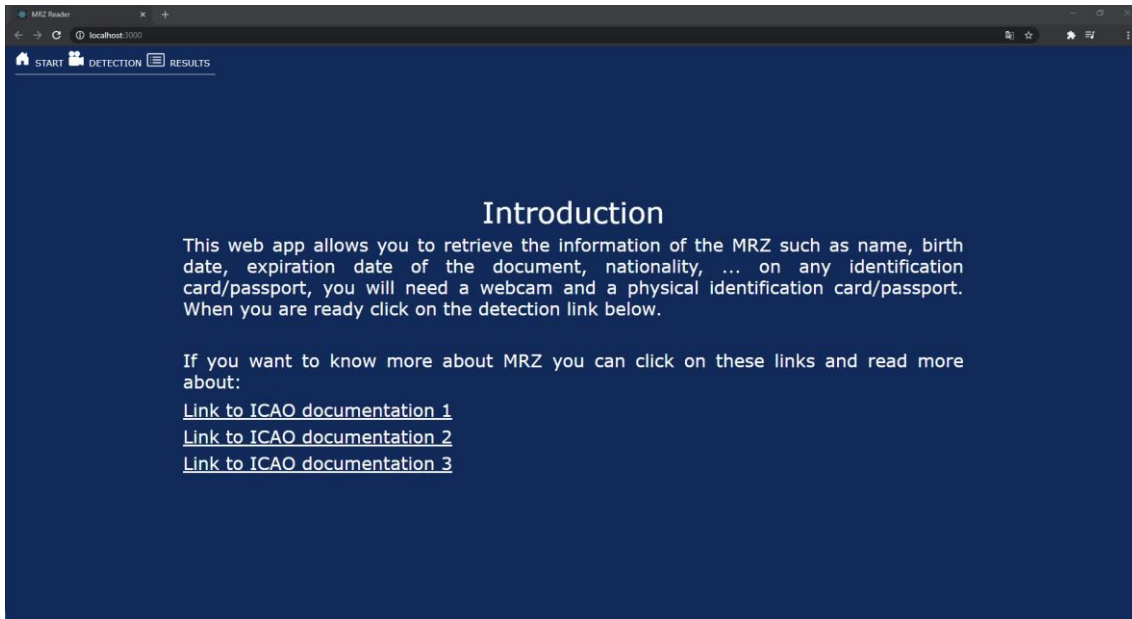 MRZ Reader
localhost:3000
START DETECTION RESULTS
Introduction
This web app allows you to retrieve the information of the MRZ such as name, birth
date, expiration date of the document, nationality, ... on any identification
card/passport, you will need a webcam and a physical identification card/passport.
When you are ready click on the detection link below.
If you want to know more about MRZ you can click on these links and read more
about:
Link to ICAO documentation 1
Link to ICAO documentation 2
Link to ICAO documentation 3